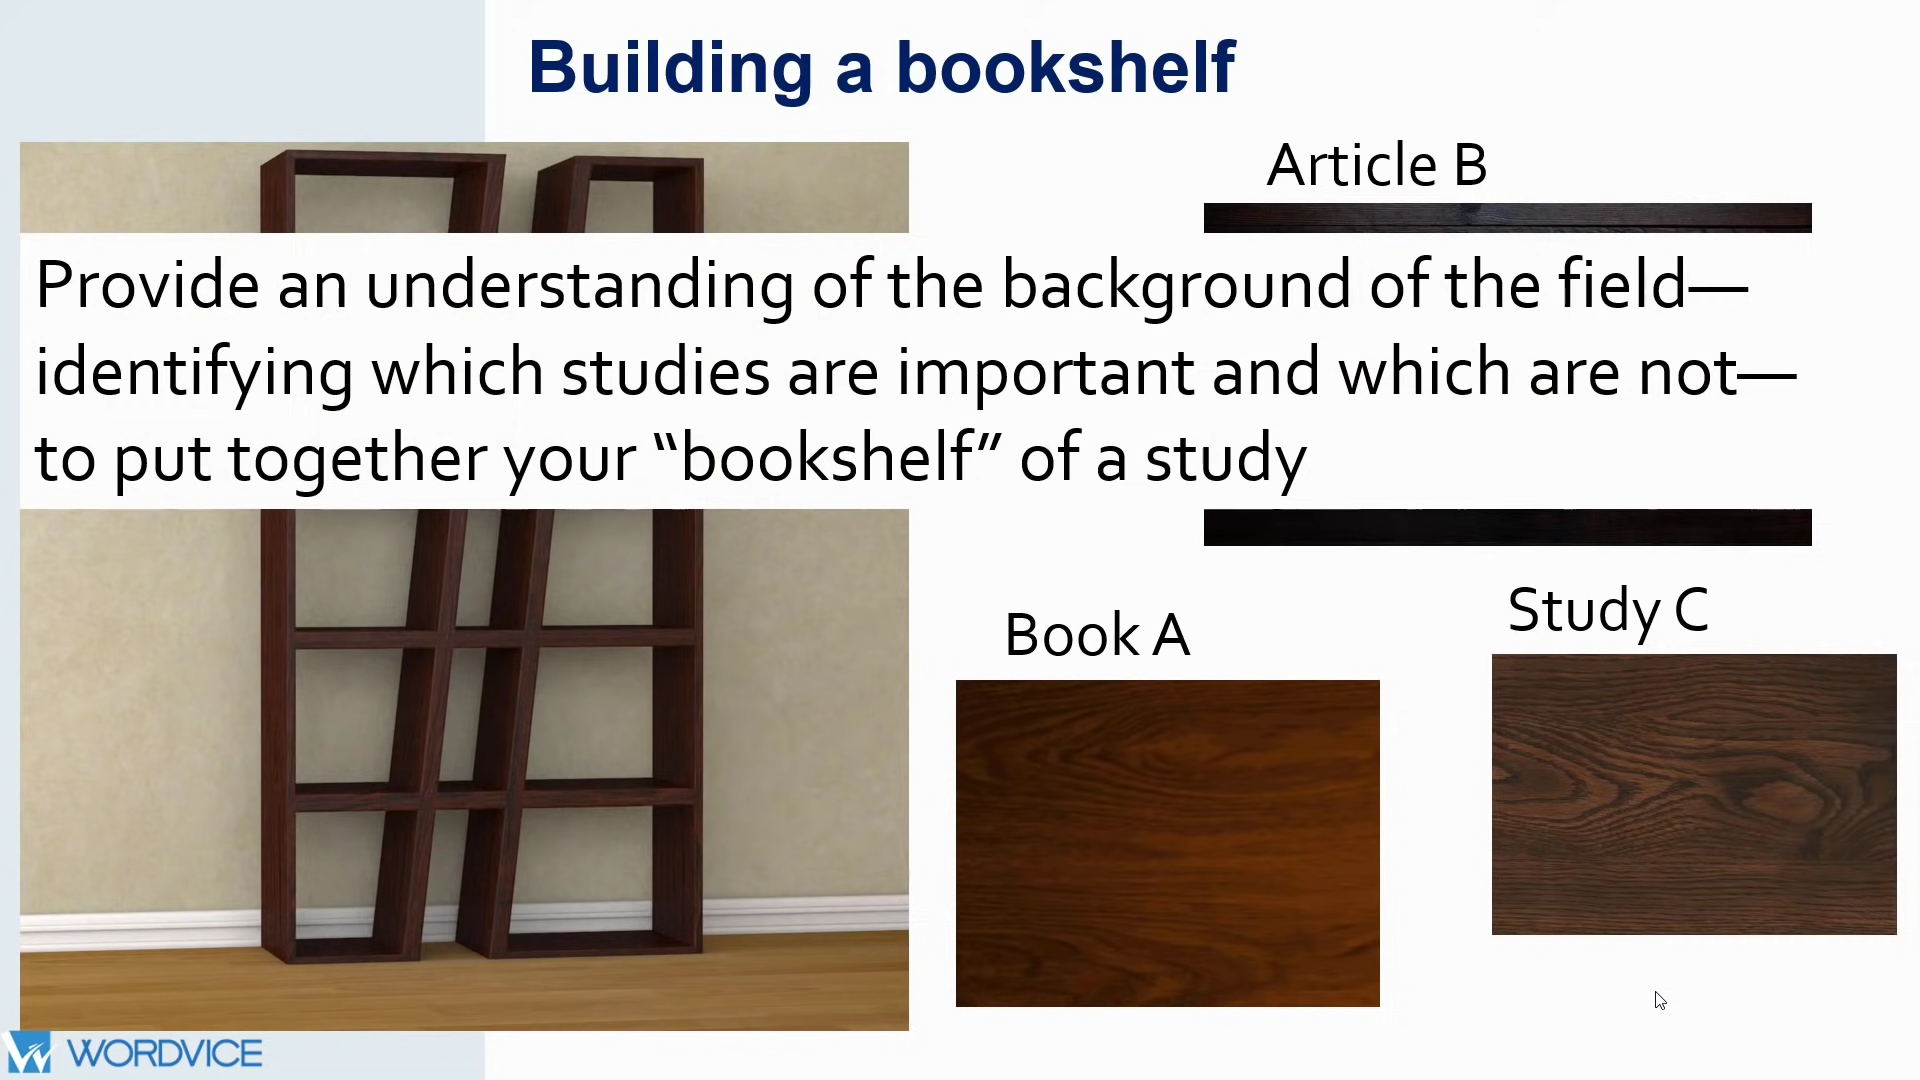 Building a bookshelf
Article B
Provide an understanding of the background of the field—
identifying which studies are important and which are not—
to put together your “bookshelf” of a study
Book A
Study C
WORDVICE